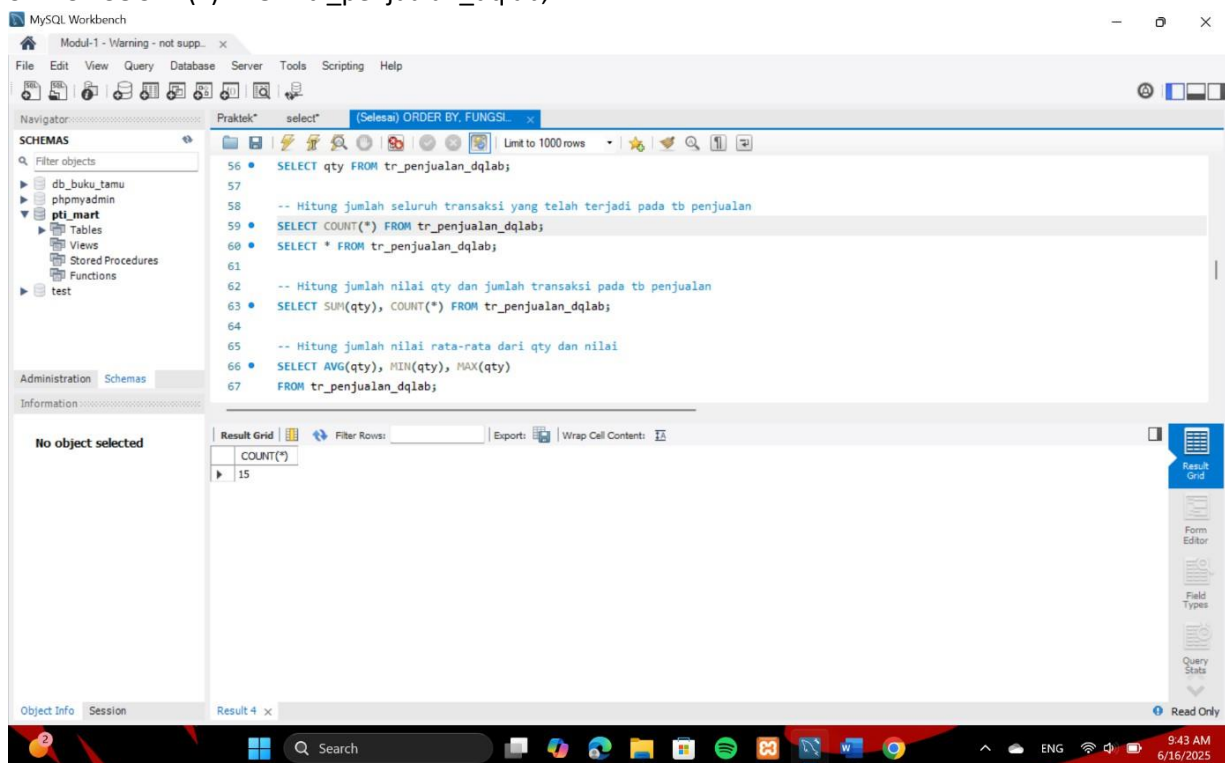 MySQL Workbench
Modul-1 - Warning - not supp...
File Edit View Query Database Server Tools Scripting Help
Navigator
Praktek* select* (Selesai) ORDER BY, FUNGSI...
SCHEMAS
Limit to 1000 rows
Filter objects
db_buku_tamu
phpmyadmin
pti_mart
Tables
Views
Stored Procedures
Functions
test
56 SELECT qty FROM tr_penjualan_dqlab;
57
58 -- Hitung jumlah seluruh transaksi yang telah terjadi pada tb penjualan
59 SELECT COUNT(*) FROM tr_penjualan_dqlab;
60 SELECT * FROM tr_penjualan_dqlab;
61
62 -- Hitung jumlah nilai qty dan jumlah transaksi pada tb penjualan
63 SELECT SUM(qty), COUNT(*) FROM tr_penjualan_dqlab;
64
65 -- Hitung jumlah nilai rata-rata dari qty dan nilai
66 SELECT AVG(qty), MIN(qty), MAX(qty)
67 FROM tr_penjualan_dqlab;
Administration Schemas
Information
No object selected
Result Grid Filter Rows: Export: Wrap Cell Content:
COUNT(*)
15
Result Grid
Form Editor
Field Types
Query Stats
Object Info Session
Result 4
Read Only
2
Search
ENG
9:43 AM
6/16/2025